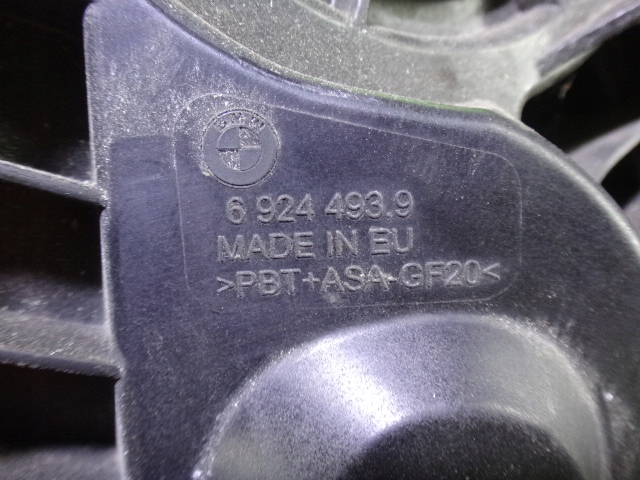 BMW
6 924 493.9
MADE IN EU
>PBT+ASA-GF20<